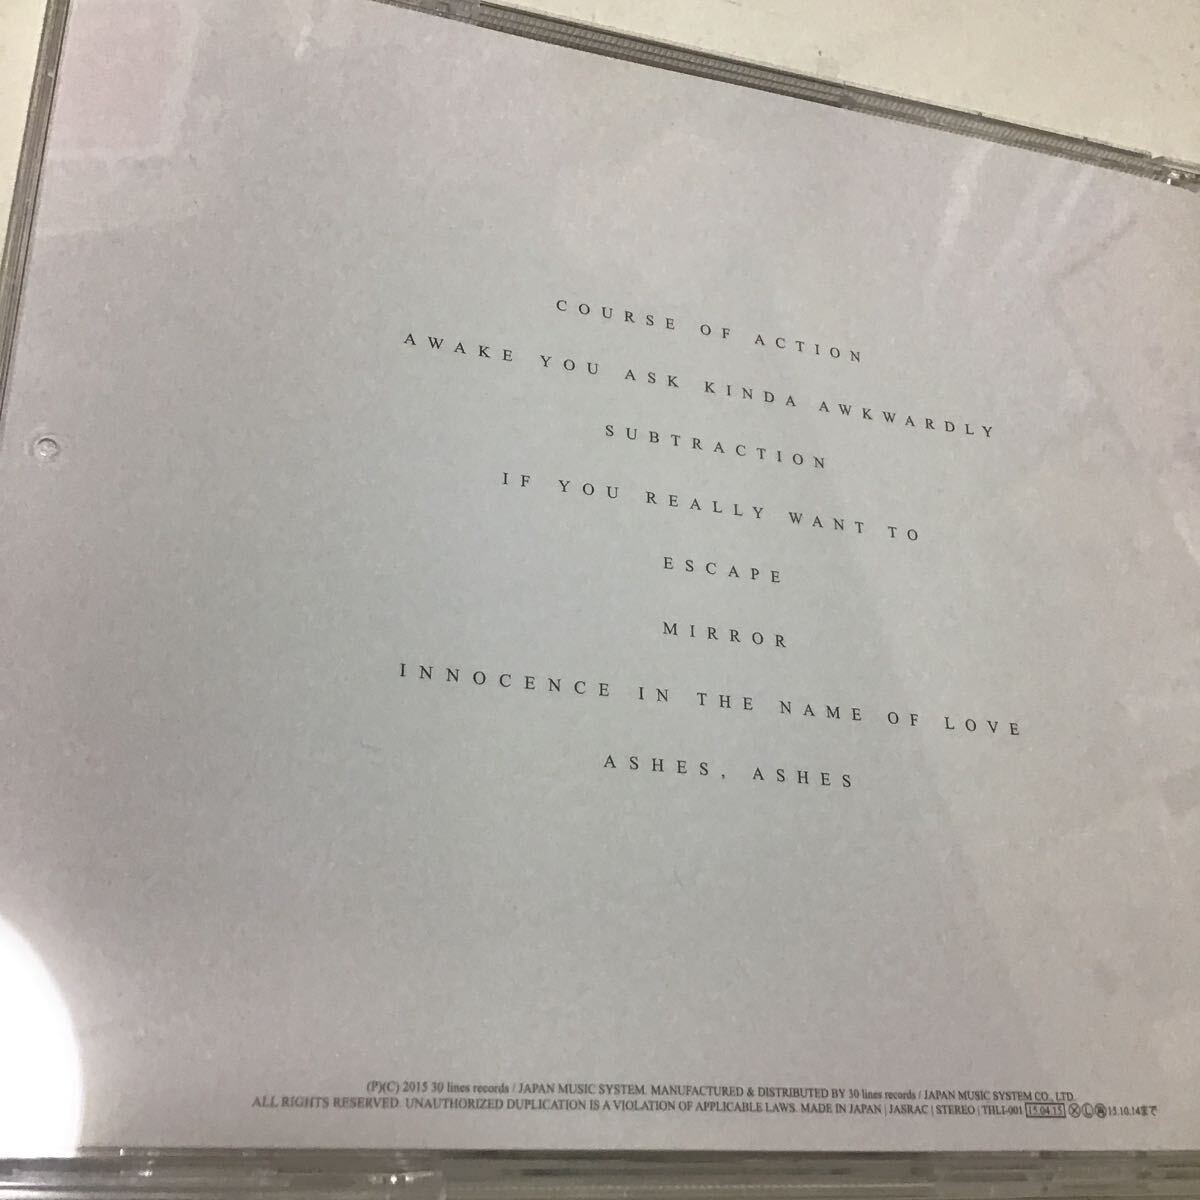 COURSE OF ACTION
AWAKE YOU ASK KINDA AWKWARDLY
SUBTRACTION
IF YOU REALLY WANT TO
ESCAPE
MIRROR
INNOCENCE IN THE NAME OF LOVE
ASHES, ASHES
(P)(C) 2015 30 lines records / JAPAN MUSIC SYSTEM. MANUFACTURED & DISTRIBUTED BY 30 lines records / JAPAN MUSIC SYSTEM CO., LTD.
ALL RIGHTS RESERVED. UNAUTHORIZED DUPLICATION IS A VIOLATION OF APPLICABLE LAWS. MADE IN JAPAN | JASRAC | STEREO | THLI-001 15.04.15 Ⓧ Ⓛ 15.10.14まで